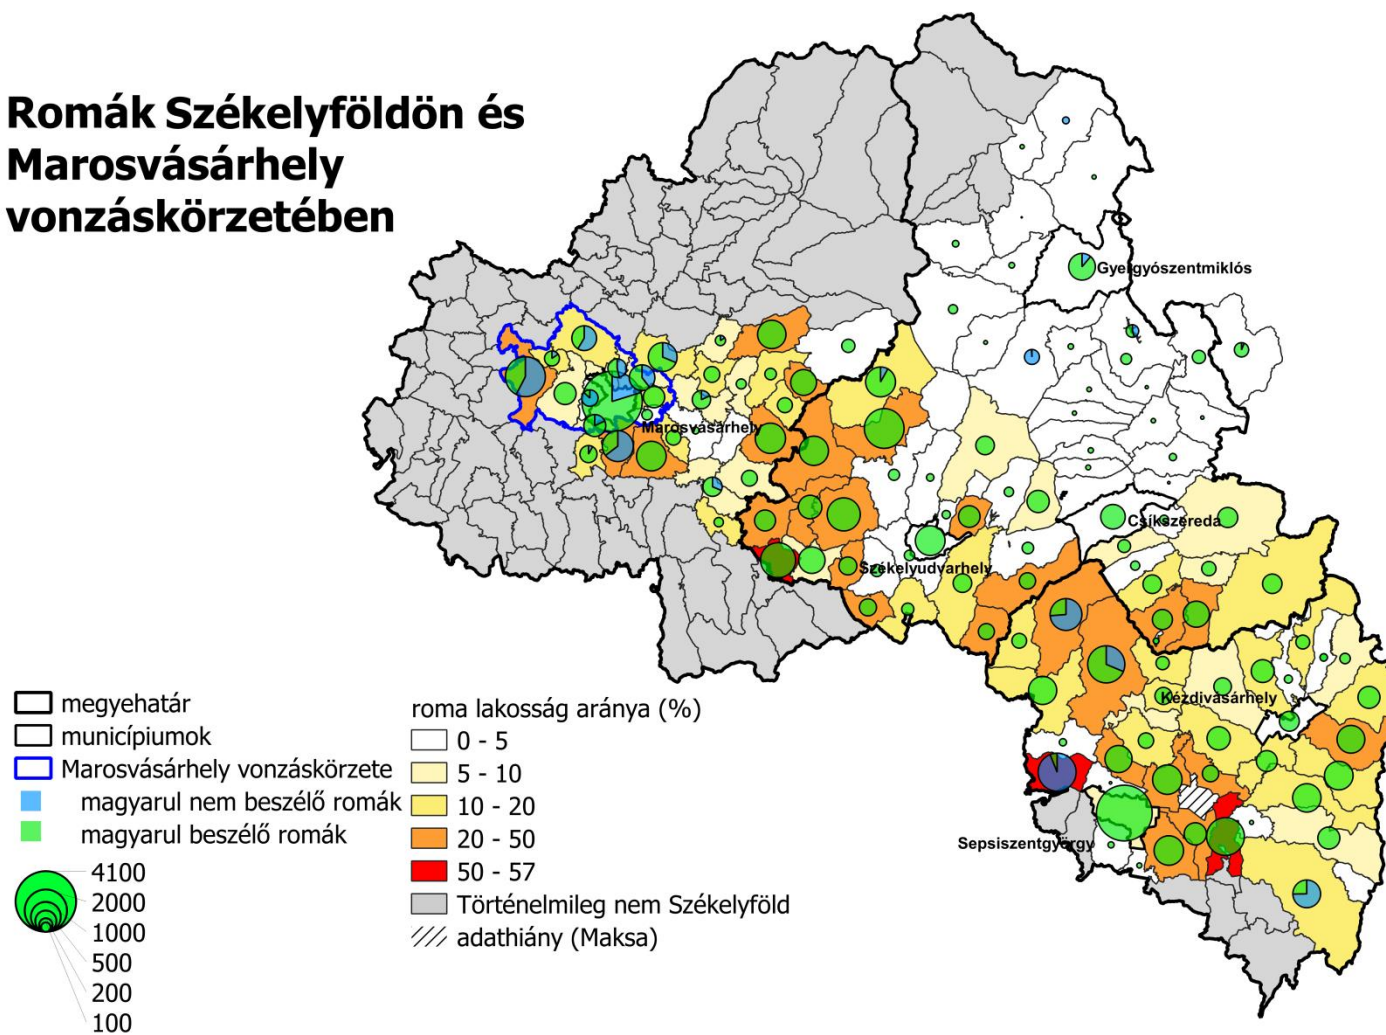 Romák Székelyföldön és
Marosvásárhely
vonzáskörzetében
Gyergyószentmiklós
Marosvásárhely
Csíkszereda
Székelyudvarhely
Kézdivásárhely
Sepsiszentgyörgy
megyehatár
municípiumok
Marosvásárhely vonzáskörzete
magyarul nem beszélő romák
magyarul beszélő romák
4100
2000
1000
500
200
100
roma lakosság aránya (%)
0 - 5
5 - 10
10 - 20
20 - 50
50 - 57
Történelmileg nem Székelyföld
adathiány (Maksa)